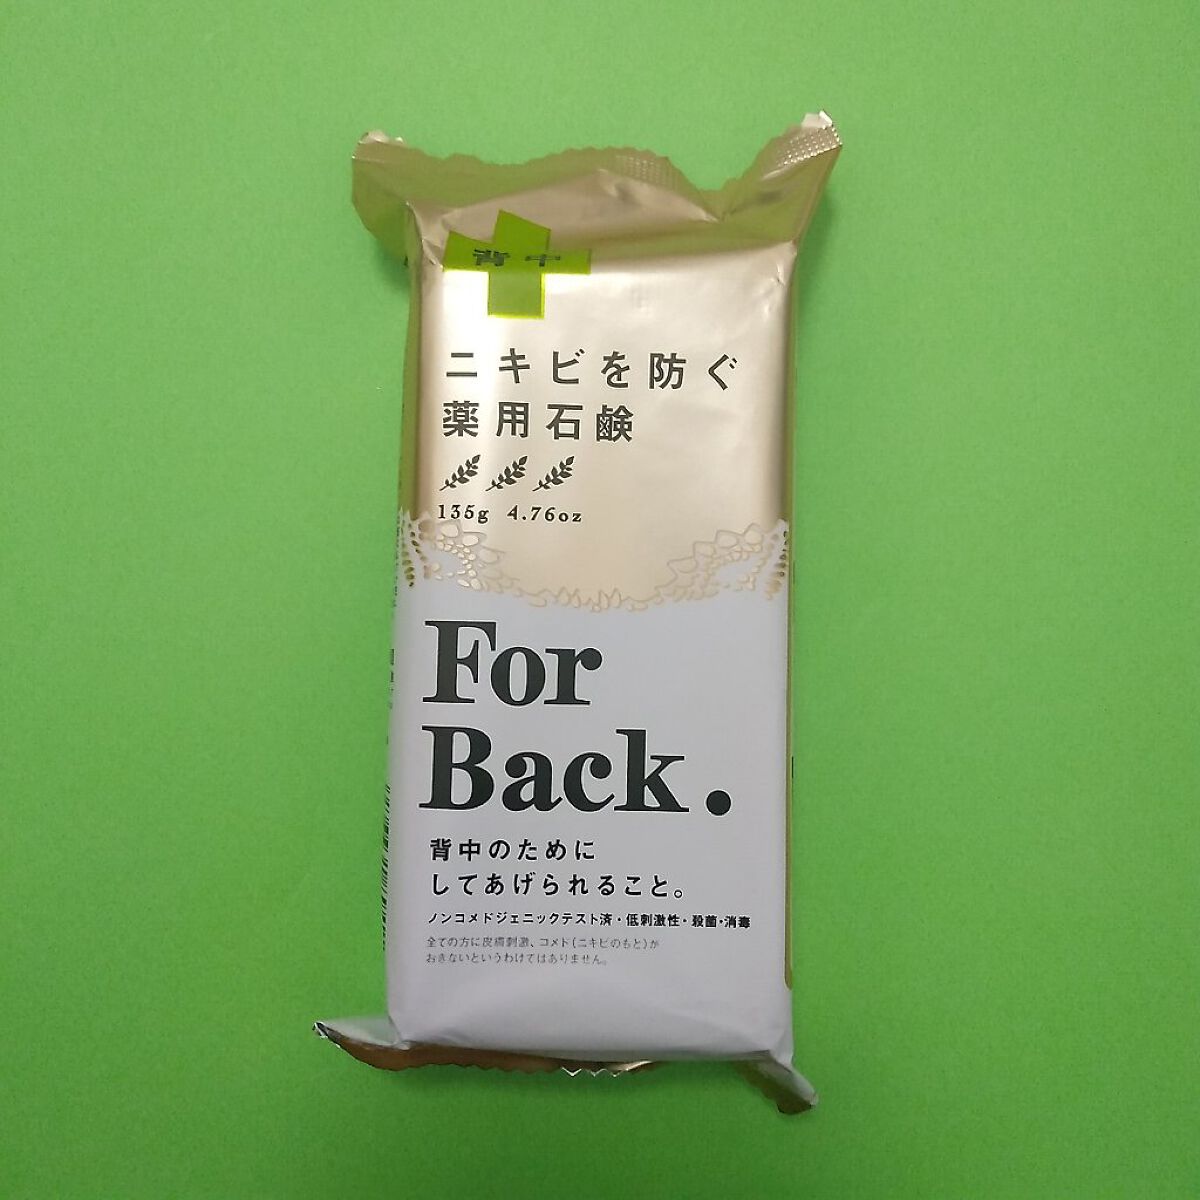 背中
ニキビを防ぐ
薬用石鹸
135g 4.76oz
For
Back.
背中のために
してあげられること。
ノンコメドジェニックテスト済・低刺激性・殺菌・消毒
全ての方に皮膚刺激、コメド(ニキビのもと)が
おきないというわけではありません。